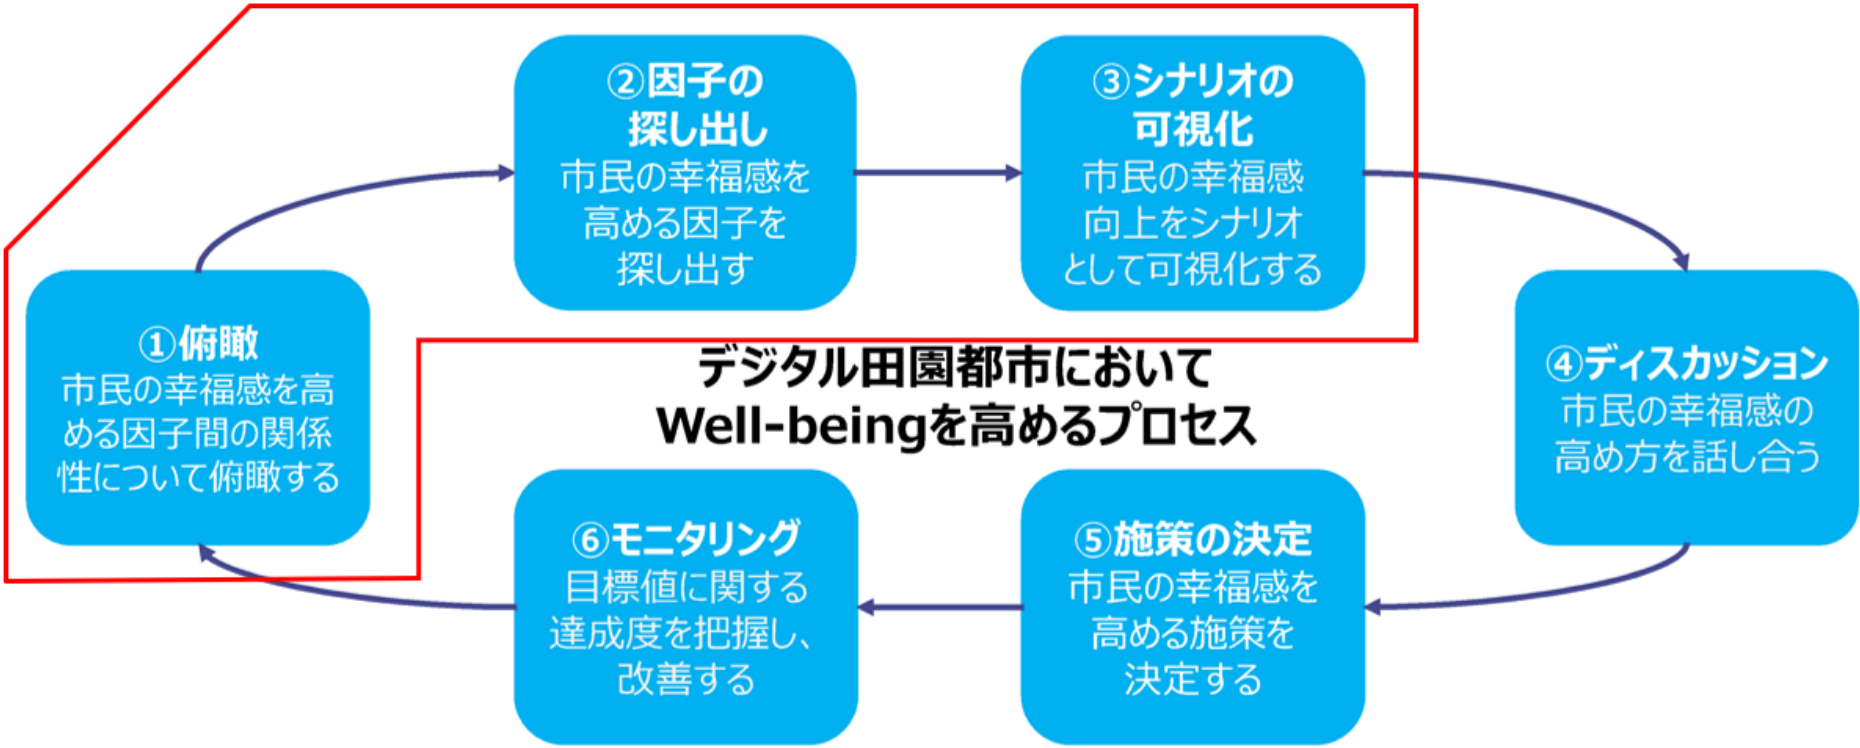 ②因子の
探し出し
市民の幸福感を
高める因子を
探し出す
③シナリオの
可視化
市民の幸福感
向上をシナリオ
として可視化する
①俯瞰
市民の幸福感を高
める因子間の関係
性について俯瞰する
デジタル田園都市において
Well-beingを高めるプロセス
④ディスカッション
市民の幸福感の
高め方を話し合う
⑥モニタリング
目標値に関する
達成度を把握し、
改善する
⑤施策の決定
市民の幸福感を
高める施策を
決定する